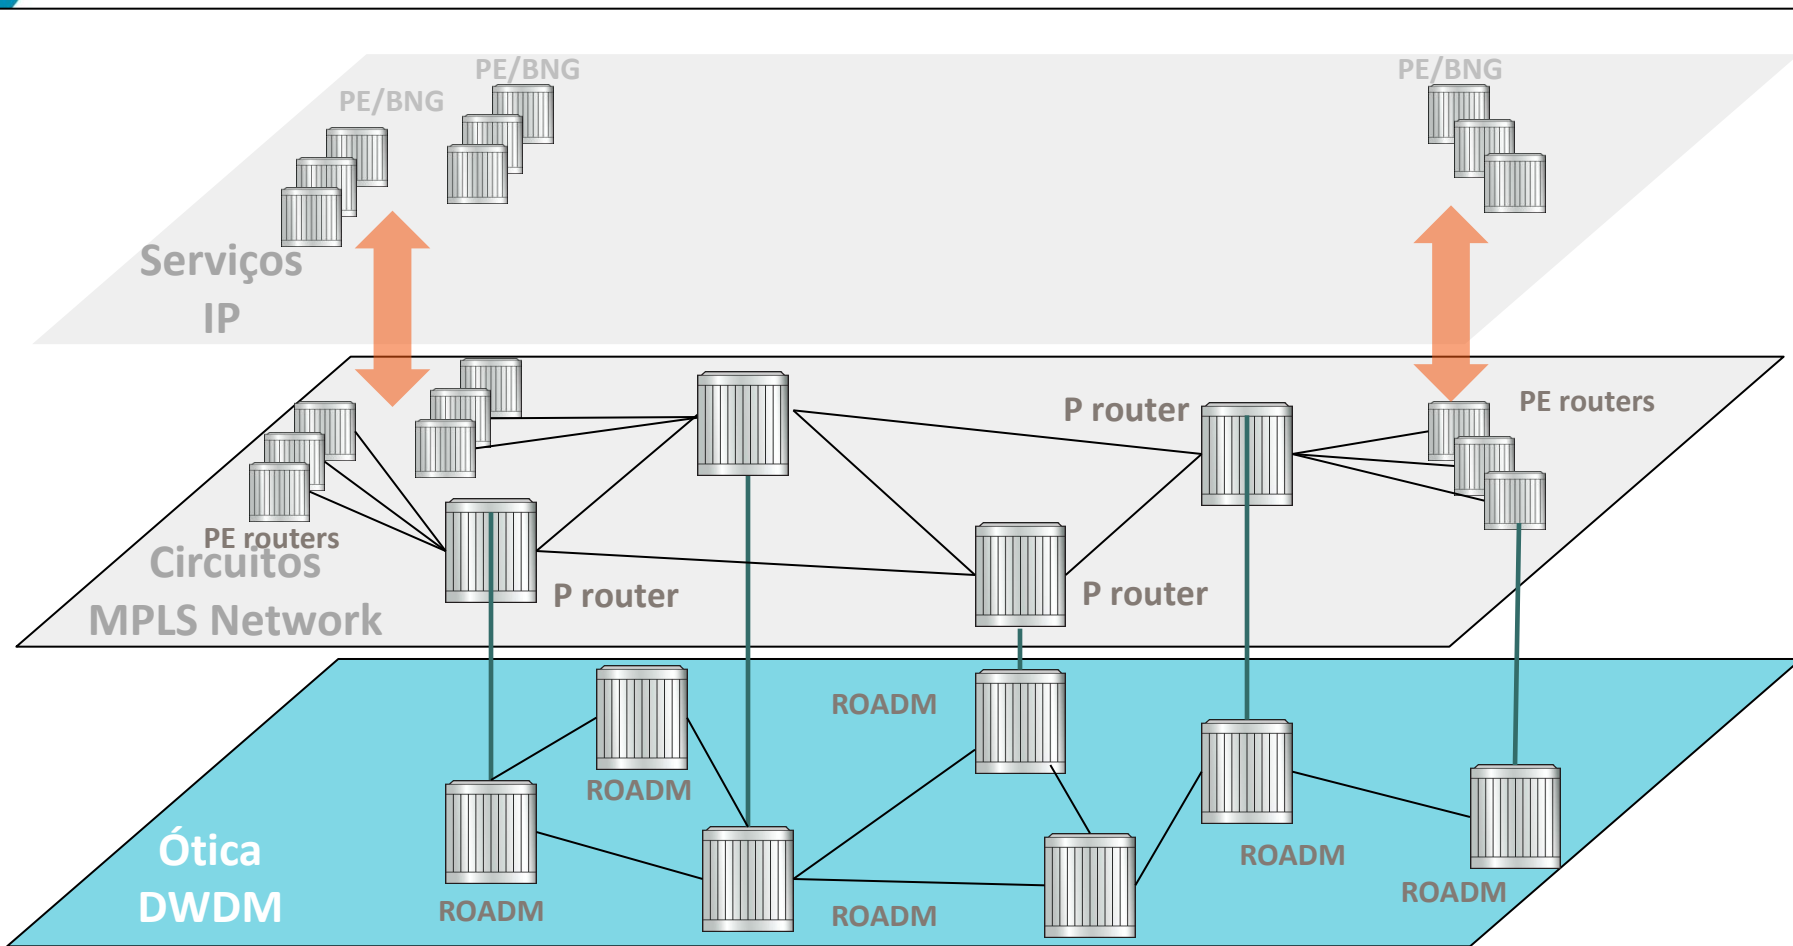 PE/BNG
PE/BNG
PE/BNG
Serviços
IP
P router
PE routers
PE routers
Circuitos
MPLS Network
P router
P router
ROADM
ROADM
Ótica
DWDM
ROADM
ROADM
ROADM
ROADM